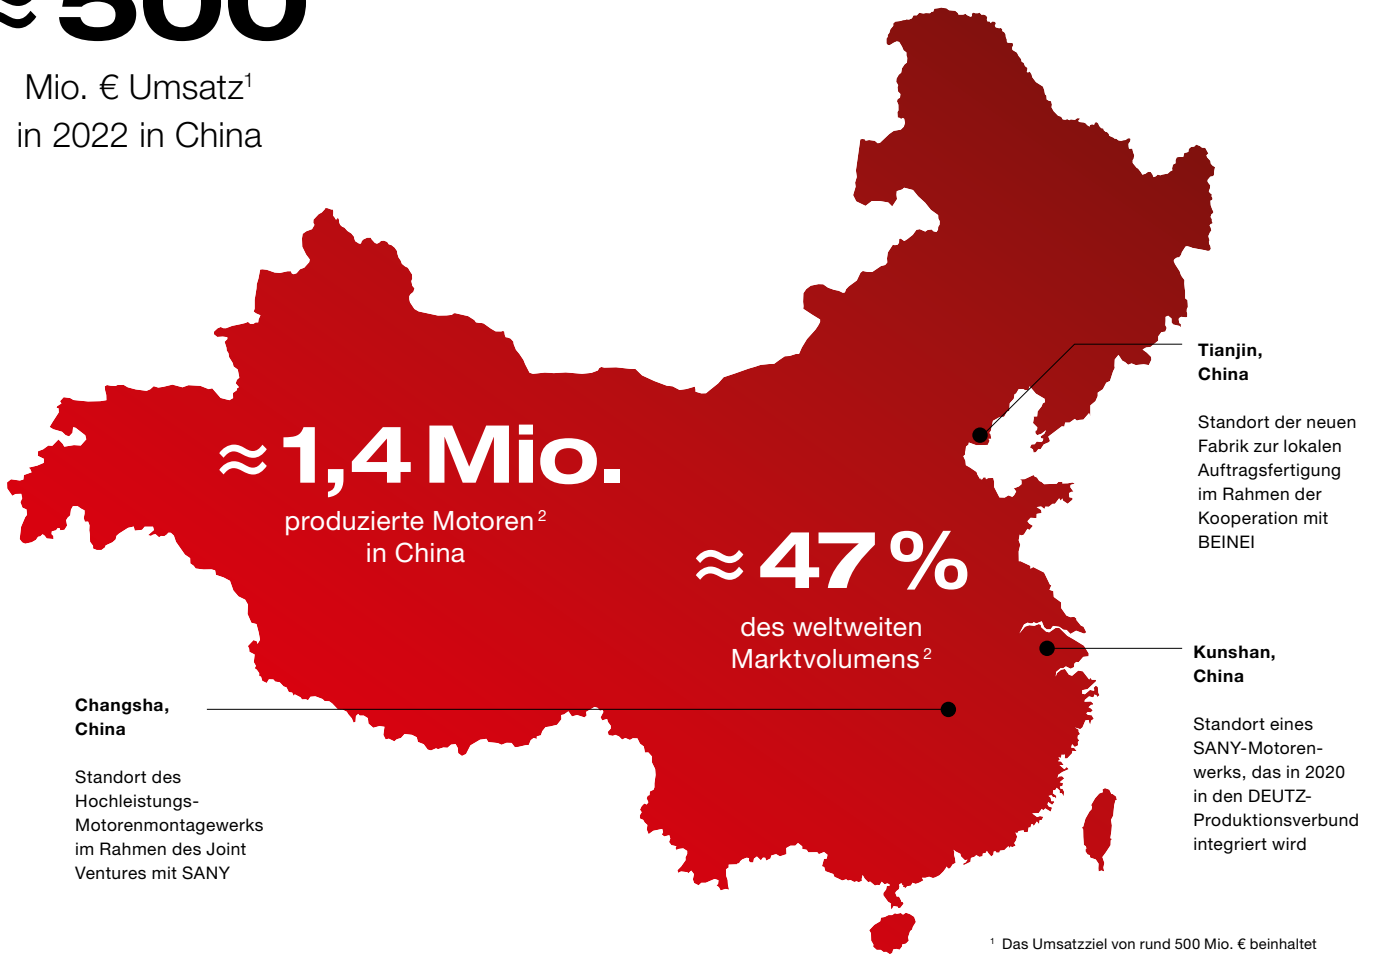 ≈ 500
Mio. € Umsatz¹
in 2022 in China
Tianjin,
China
Standort der neuen
Fabrik zur lokalen
Auftragsfertigung
im Rahmen der
Kooperation mit
BEINEI
≈ 1,4 Mio.
produzierte Motoren²
in China
≈ 47 %
des weltweiten
Marktvolumens²
Kunshan,
China
Standort eines
SANY-Motoren-
werks, das in 2020
in den DEUTZ-
Produktionsverbund
integriert wird
Changsha,
China
Standort des
Hochleistungs-
Motorenmontagewerks
im Rahmen des Joint
Ventures mit SANY
¹ Das Umsatzziel von rund 500 Mio. € beinhaltet